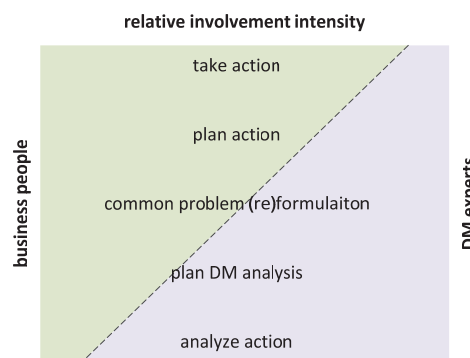 relative involvement intensity
take action
plan action
common problem (re)formulaiton
plan DM analysis
analyze action
business people
DM experts